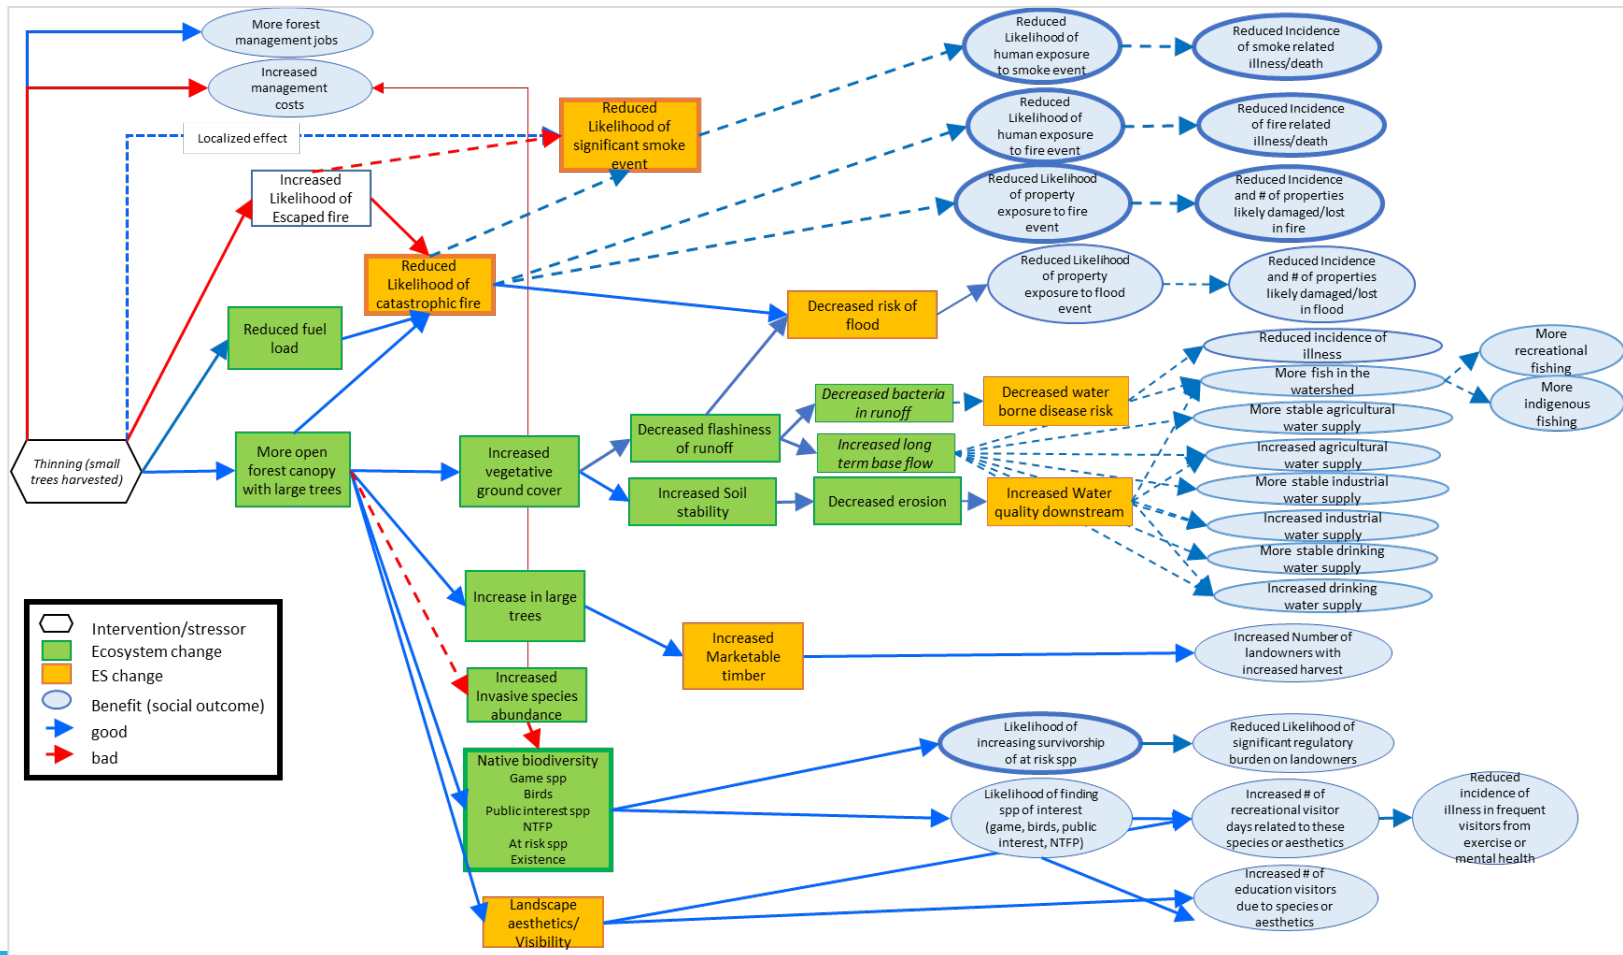 More forest
management jobs
Increased
management
costs
Localized effect
Increased
Likelihood of
Escaped fire
Reduced
Likelihood of
significant smoke
event
Reduced
Likelihood of
catastrophic fire
Reduced fuel
load
Thinning (small
trees harvested)
More open
forest canopy
with large trees
Increased
vegetative
ground cover
Decreased flashiness
of runoff
Increased Soil
stability
Decreased bacteria
in runoff
Increased long
term base flow
Decreased erosion
Decreased risk of
flood
Decreased water
borne disease risk
Increased Water
quality downstream
Increase in large
trees
Increased
Marketable
timber
Increased
Invasive species
abundance
Native biodiversity
Game spp
Birds
Public interest spp
NTFP
At risk spp
Existence
Landscape
aesthetics/
Visibility
Reduced
Likelihood of
human exposure
to smoke event
Reduced Incidence
of smoke related
illness/death
Reduced
Likelihood of
human exposure
to fire event
Reduced Incidence
of fire related
illness/death
Reduced Likelihood
of property
exposure to fire
event
Reduced Incidence
and # of properties
likely damaged/lost
in fire
Reduced Likelihood
of property
exposure to flood
event
Reduced Incidence
and # of properties
likely damaged/lost
in flood
Reduced incidence of
illness
More fish in the
watershed
More
recreational
fishing
More
indigenous
fishing
More stable agricultural
water supply
Increased agricultural
water supply
More stable industrial
water supply
Increased industrial
water supply
More stable drinking
water supply
Increased drinking
water supply
Increased Number of
landowners with
increased harvest
Likelihood of
increasing survivorship
of at risk spp
Reduced Likelihood of
significant regulatory
burden on landowners
Likelihood of finding
spp of interest
(game, birds, public
interest, NTFP)
Increased # of
recreational visitor
days related to these
species or aesthetics
Reduced
incidence of
illness in frequent
visitors from
exercise or
mental health
Increased # of
education visitors
due to species or
aesthetics
Intervention/stressor
Ecosystem change
ES change
Benefit (social outcome)
good
bad